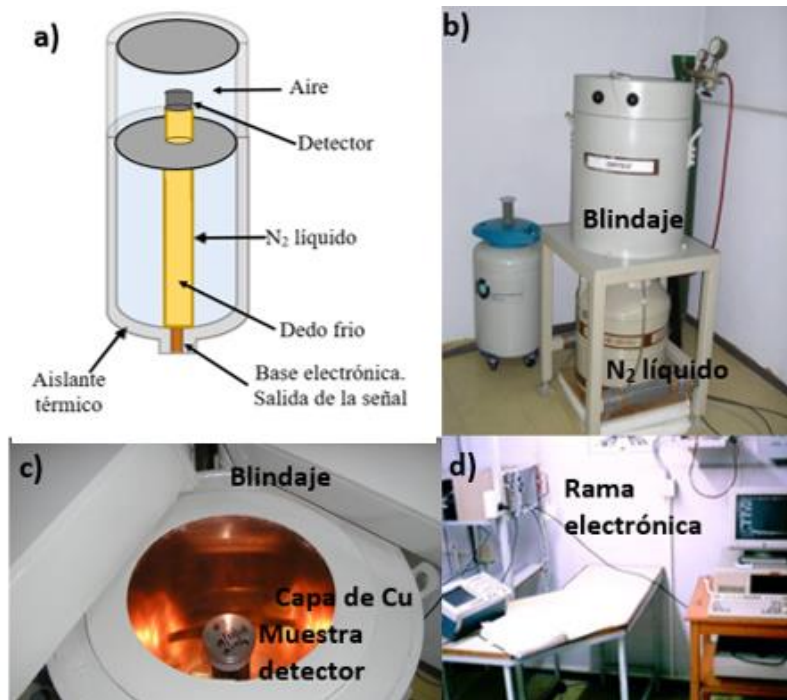 a)
Aire
Detector
N₂ líquido
Dedo frio
Aislante
térmico
Base electrónica.
Salida de la señal
b)
Blindaje
N₂ líquido
c)
Blindaje
Capa de Cu
Muestra
detector
d)
Rama
electrónica